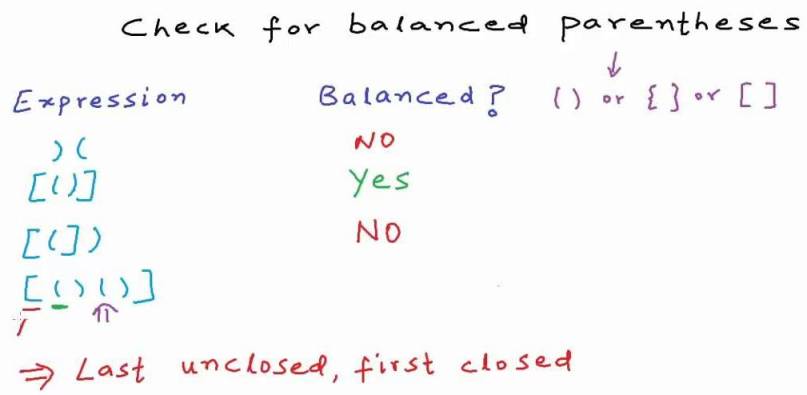 Check for balanced parentheses
Expression Balanced? () or {} or []
)( NO
[()] Yes
[(]) NO
[()()]
⇒ Last unclosed, first closed